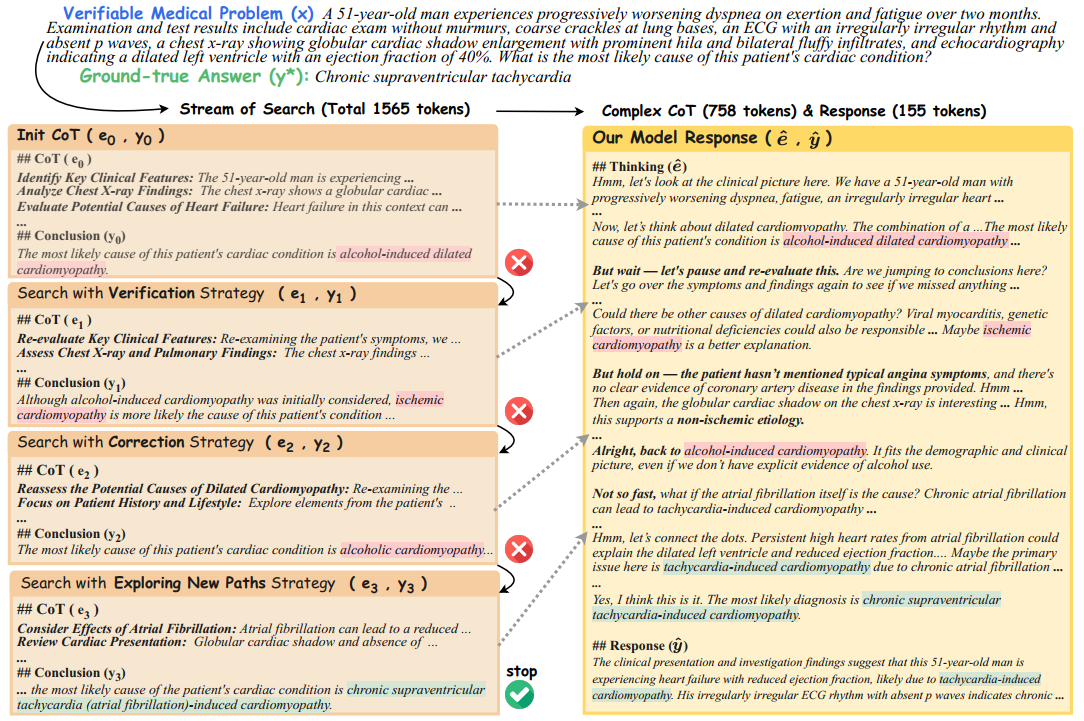 Verifiable Medical Problem (x) A 51-year-old man experiences progressively worsening dyspnea on exertion and fatigue over two months.
Examination and test results include cardiac exam without murmurs, coarse crackles at lung bases, an ECG with an irregularly irregular rhythm and
absent p waves, a chest x-ray showing globular cardiac shadow enlargement with prominent hila and bilateral fluffy infiltrates, and echocardiography
indicating a dilated left ventricle with an ejection fraction of 40%. What is the most likely cause of this patient's cardiac condition?
Ground-true Answer (y*): Chronic supraventricular tachycardia
Stream of Search (Total 1565 tokens)
Init CoT ( e₀ , y₀ )
## CoT ( e₀ )
Identify Key Clinical Features: The 51-year-old man is experiencing ...
Analyze Chest X-ray Findings: The chest x-ray shows a globular cardiac ...
Evaluate Potential Causes of Heart Failure: Heart failure in this context can ...
...
## Conclusion (y₀)
The most likely cause of this patient's cardiac condition is alcohol-induced dilated
cardiomyopathy.
Search with Verification Strategy ( e₁ , y₁ )
## CoT ( e₁ )
Re-evaluate Key Clinical Features: Re-examining the patient's symptoms, we ...
Assess Chest X-ray and Pulmonary Findings: The chest x-ray findings ...
...
## Conclusion (y₁)
Although alcohol-induced cardiomyopathy was initially considered, ischemic
cardiomyopathy is more likely the cause of this patient's condition ...
Search with Correction Strategy ( e₂ , y₂ )
## CoT ( e₂ )
Reassess the Potential Causes of Dilated Cardiomyopathy: Re-examining the ...
Focus on Patient History and Lifestyle: Explore elements from the patient's ..
...
## Conclusion (y₂)
The most likely cause of this patient's cardiac condition is alcoholic cardiomyopathy...
Search with Exploring New Paths Strategy ( e₃ , y₃ )
## CoT ( e₃ )
Consider Effects of Atrial Fibrillation: Atrial fibrillation can lead to a reduced ...
Review Cardiac Presentation: Globular cardiac shadow and absence of ...
...
## Conclusion (y₃)
... the most likely cause of the patient's cardiac condition is chronic supraventricular
tachycardia (atrial fibrillation)-induced cardiomyopathy.
stop
Complex CoT (758 tokens) & Response (155 tokens)
Our Model Response ( ê , ŷ )
## Thinking (ê)
Hmm, let's look at the clinical picture here. We have a 51-year-old man with
progressively worsening dyspnea, fatigue, an irregularly irregular heart ...
...
Now, let's think about dilated cardiomyopathy. The combination of a ...The most likely
cause of this patient's condition is alcohol-induced dilated cardiomyopathy ...
But wait — let's pause and re-evaluate this. Are we jumping to conclusions here?
Let's go over the symptoms and findings again to see if we missed anything ...
...
Could there be other causes of dilated cardiomyopathy? Viral myocarditis, genetic
factors, or nutritional deficiencies could also be responsible ... Maybe ischemic
cardiomyopathy is a better explanation.
But hold on — the patient hasn't mentioned typical angina symptoms, and there's
no clear evidence of coronary artery disease in the findings provided. Hmm ...
Then again, the globular cardiac shadow on the chest x-ray is interesting ... Hmm,
this supports a non-ischemic etiology.
...
Alright, back to alcohol-induced cardiomyopathy. It fits the demographic and clinical
picture, even if we don't have explicit evidence of alcohol use.
Not so fast, what if the atrial fibrillation itself is the cause? Chronic atrial fibrillation
can lead to tachycardia-induced cardiomyopathy ...
...
Hmm, let's connect the dots. Persistent high heart rates from atrial fibrillation could
explain the dilated left ventricle and reduced ejection fraction.... Maybe the primary
issue here is tachycardia-induced cardiomyopathy due to chronic atrial fibrillation ...
...
Yes, I think this is it. The most likely diagnosis is chronic supraventricular
tachycardia-induced cardiomyopathy.
## Response (ŷ)
The clinical presentation and investigation findings suggest that this 51-year-old man is
experiencing heart failure with reduced ejection fraction, likely due to tachycardia-induced
cardiomyopathy. His irregularly irregular ECG rhythm with absent p waves indicates chronic ...